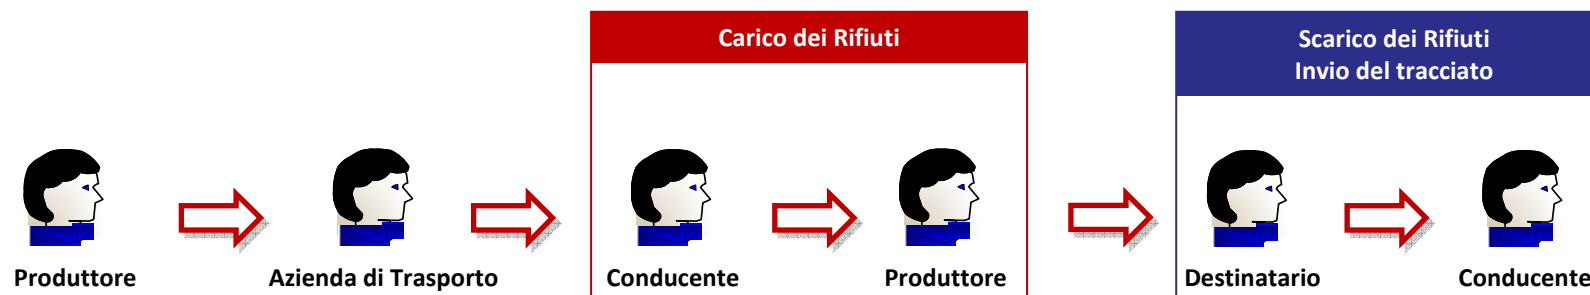 Carico dei Rifiuti
Scarico dei Rifiuti
Invio del tracciato
Produttore
Azienda di Trasporto
Conducente
Produttore
Destinatario
Conducente